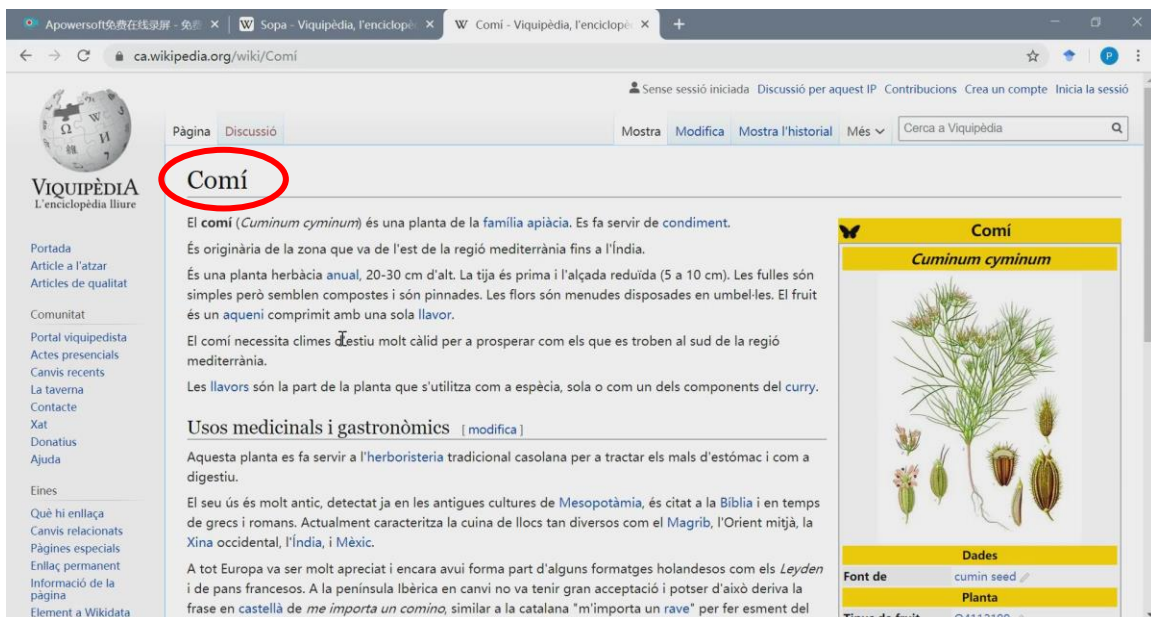 Apowersoft免费在线录屏 - 免
Sopa - Viquipèdia, l'enciclopè
Comí - Viquipèdia, l'enciclopè
ca.wikipedia.org/wiki/Comí
P
Sense sessió iniciada Discussió per aquest IP Contribucions Crea un compte Inicia la sessió
Pàgina Discussió Mostra Modifica Mostra l'historial Més Cerca a Viquipèdia
VIQUIPÈDIA
L'enciclopèdia lliure
Portada
Article a l'atzar
Articles de qualitat
Comunitat
Portal viquipedista
Actes presencials
Canvis recents
La taverna
Contacte
Xat
Donatius
Ajuda
Eines
Què hi enllaça
Canvis relacionats
Pàgines especials
Enllaç permanent
Informació de la
pàgina
Element a Wikidata
Comí
El comí (Cuminum cyminum) és una planta de la família apiàcia. Es fa servir de condiment.
És originària de la zona que va de l'est de la regió mediterrània fins a l'Índia.
És una planta herbàcia anual, 20-30 cm d'alt. La tija és prima i l'alçada reduïda (5 a 10 cm). Les fulles són
simples però semblen compostes i són pinnades. Les flors són menudes disposades en umbel·les. El fruit
és un aqueni comprimit amb una sola llavor.
El comí necessita climes d'estiu molt càlid per a prosperar com els que es troben al sud de la regió
mediterrània.
Les llavors són la part de la planta que s'utilitza com a espècia, sola o com un dels components del curry.
Usos medicinals i gastronòmics [ modifica ]
Aquesta planta es fa servir a l'herboristeria tradicional casolana per a tractar els mals d'estómac i com a
digestiu.
El seu ús és molt antic, detectat ja en les antigues cultures de Mesopotàmia, és citat a la Bíblia i en temps
de grecs i romans. Actualment caracteritza la cuina de llocs tan diversos com el Magrib, l'Orient mitjà, la
Xina occidental, l'Índia, i Mèxic.
A tot Europa va ser molt apreciat i encara avui forma part d'alguns formatges holandesos com els Leyden
i de pans francesos. A la península Ibèrica en canvi no va tenir gran acceptació i potser d'això deriva la
frase en castellà de me importa un comino, similar a la catalana "m'importa un rave" per fer esment del
Comí
Cuminum cyminum
Dades
Font de cumin seed
Planta